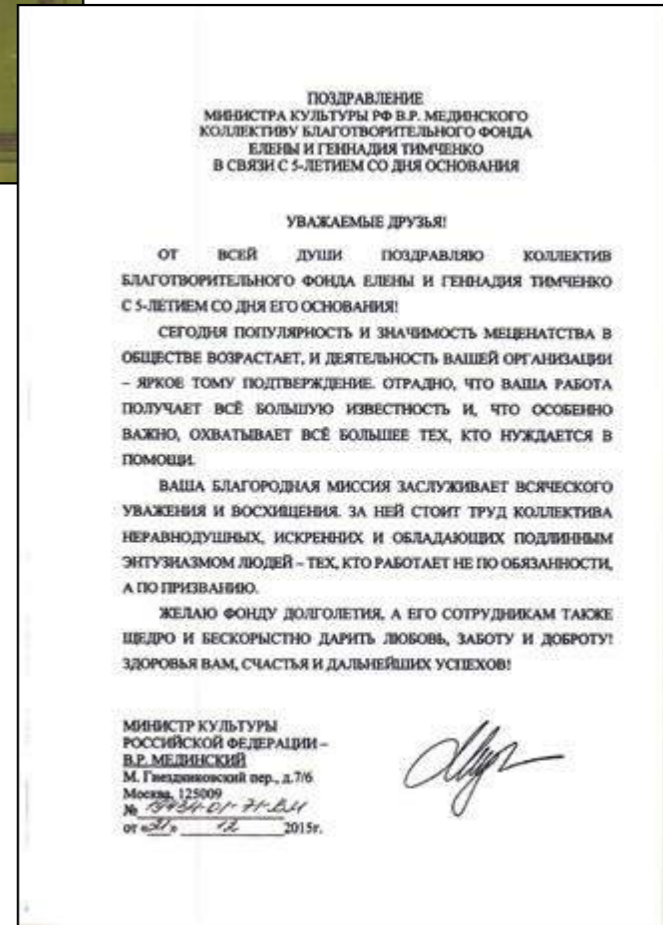 ПОЗДРАВЛЕНИЕ
МИНИСТРА КУЛЬТУРЫ РФ В.Р. МЕДИНСКОГО
КОЛЛЕКТИВУ БЛАГОТВОРИТЕЛЬНОГО ФОНДА
ЕЛЕНЫ И ГЕННАДИЯ ТИМЧЕНКО
В СВЯЗИ С 5-ЛЕТИЕМ СО ДНЯ ОСНОВАНИЯ
УВАЖАЕМЫЕ ДРУЗЬЯ!
ОТ ВСЕЙ ДУШИ ПОЗДРАВЛЯЮ КОЛЛЕКТИВ
БЛАГОТВОРИТЕЛЬНОГО ФОНДА ЕЛЕНЫ И ГЕННАДИЯ ТИМЧЕНКО
С 5-ЛЕТИЕМ СО ДНЯ ЕГО ОСНОВАНИЯ!
СЕГОДНЯ ПОПУЛЯРНОСТЬ И ЗНАЧИМОСТЬ МЕЦЕНАТСТВА В
ОБЩЕСТВЕ ВОЗРАСТАЕТ, И ДЕЯТЕЛЬНОСТЬ ВАШЕЙ ОРГАНИЗАЦИИ
– ЯРКОЕ ТОМУ ПОДТВЕРЖДЕНИЕ. ОТРАДНО, ЧТО ВАША РАБОТА
ПОЛУЧАЕТ ВСЁ БОЛЬШУЮ ИЗВЕСТНОСТЬ И, ЧТО ОСОБЕННО
ВАЖНО, ОХВАТЫВАЕТ ВСЁ БОЛЬШЕЕ ТЕХ, КТО НУЖДАЕТСЯ В
ПОМОЩИ.
ВАША БЛАГОРОДНАЯ МИССИЯ ЗАСЛУЖИВАЕТ ВСЯЧЕСКОГО
УВАЖЕНИЯ И ВОСХИЩЕНИЯ. ЗА НЕЙ СТОИТ ТРУД КОЛЛЕКТИВА
НЕРАВНОДУШНЫХ, ИСКРЕННИХ И ОБЛАДАЮЩИХ ПОДЛИННЫМ
ЭНТУЗИАЗМОМ ЛЮДЕЙ – ТЕХ, КТО РАБОТАЕТ НЕ ПО ОБЯЗАННОСТИ,
А ПО ПРИЗВАНИЮ.
ЖЕЛАЮ ФОНДУ ДОЛГОЛЕТИЯ, А ЕГО СОТРУДНИКАМ ТАКЖЕ
ЩЕДРО И БЕСКОРЫСТНО ДАРИТЬ ЛЮБОВЬ, ЗАБОТУ И ДОБРОТУ!
ЗДОРОВЬЯ ВАМ, СЧАСТЬЯ И ДАЛЬНЕЙШИХ УСПЕХОВ!
МИНИСТР КУЛЬТУРЫ
РОССИЙСКОЙ ФЕДЕРАЦИИ –
В.Р. МЕДИНСКИЙ
М. Гнездниковский пер., д.7/6
Москва, 125009
№
от «21» 12 2015г.